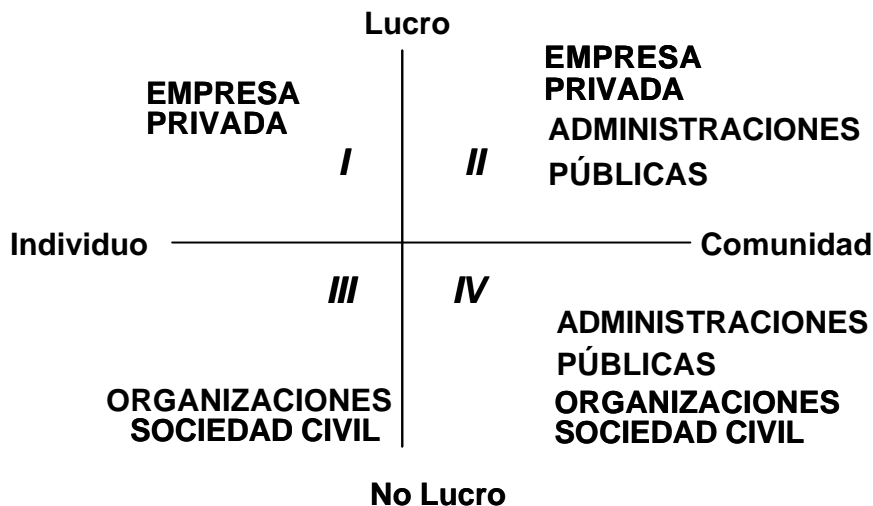 Lucro
EMPRESA
PRIVADA
I
II
EMPRESA
PRIVADA
ADMINISTRACIONES
PÚBLICAS
Individuo
Comunidad
III
IV
ORGANIZACIONES
SOCIEDAD CIVIL
ADMINISTRACIONES
PÚBLICAS
ORGANIZACIONES
SOCIEDAD CIVIL
No Lucro